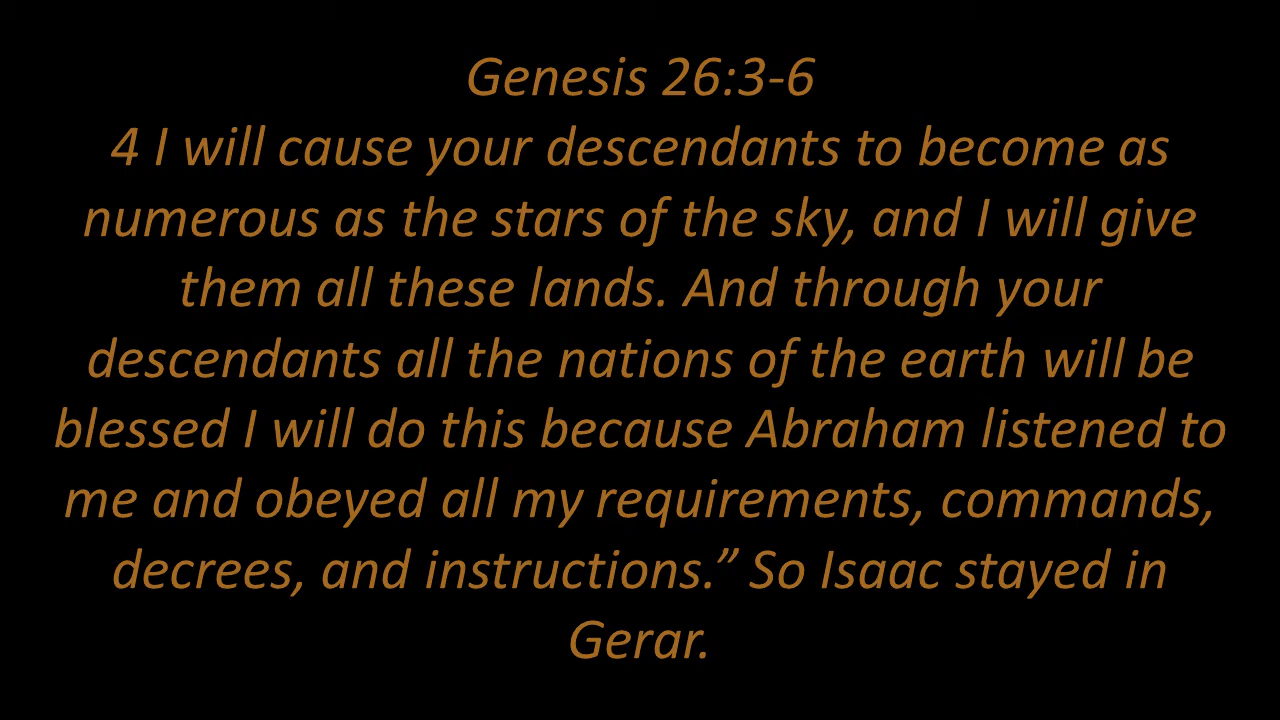 Genesis 26:3-6
4 I will cause your descendants to become as
numerous as the stars of the sky, and I will give
them all these lands. And through your
descendants all the nations of the earth will be
blessed I will do this because Abraham listened to
me and obeyed all my requirements, commands,
decrees, and instructions.” So Isaac stayed in
Gerar.